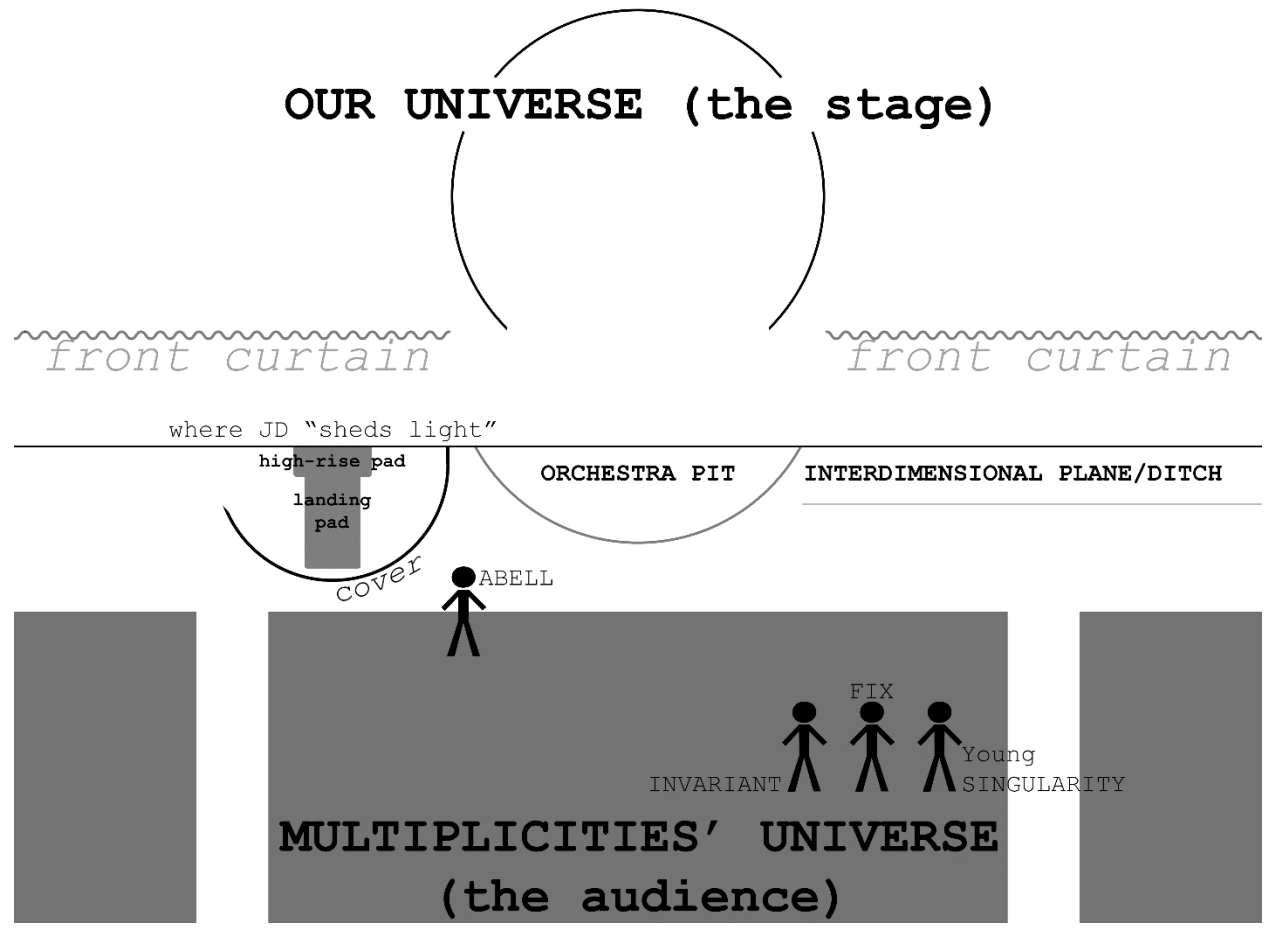 OUR UNIVERSE (the stage)
front curtain
front curtain
where JD “sheds light”
high-rise pad
landing
pad
cover
ORCHESTRA PIT
INTERDIMENSIONAL PLANE/DITCH
ABELL
FIX
INVARIANT
Young
SINGULARITY
MULTIPLICITIES’ UNIVERSE
(the audience)